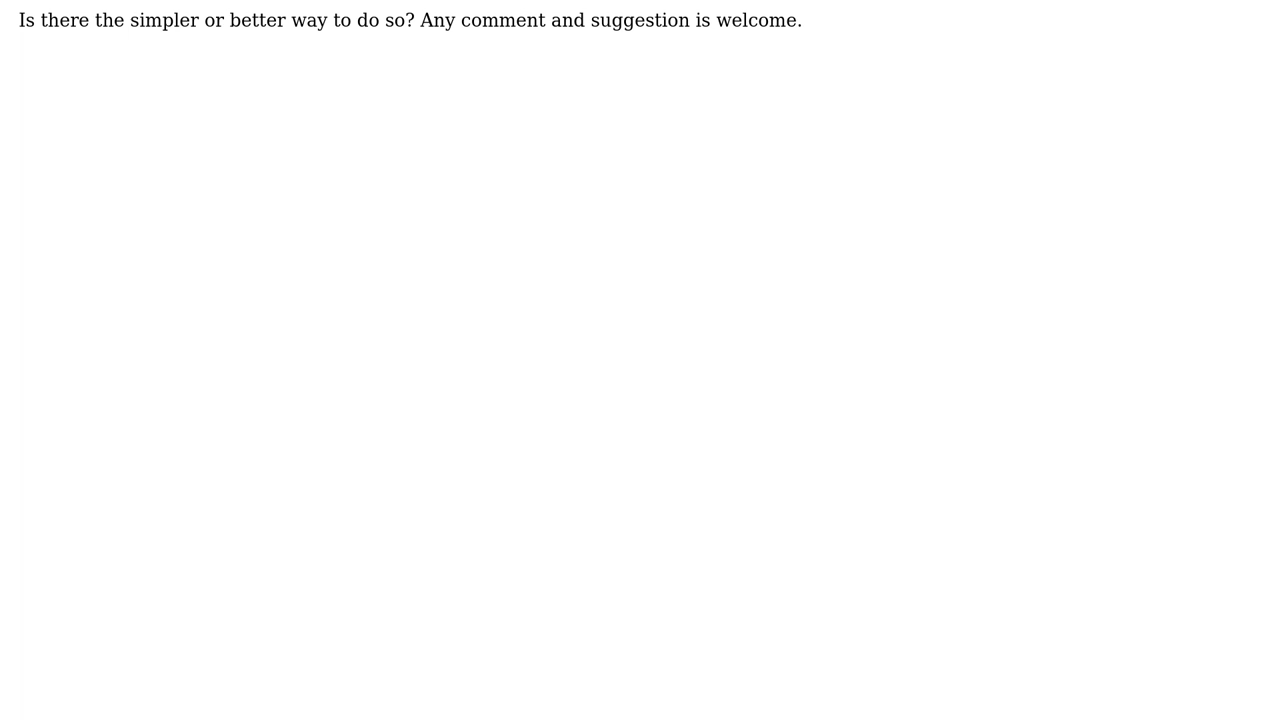 Is there the simpler or better way to do so? Any comment and suggestion is welcome.